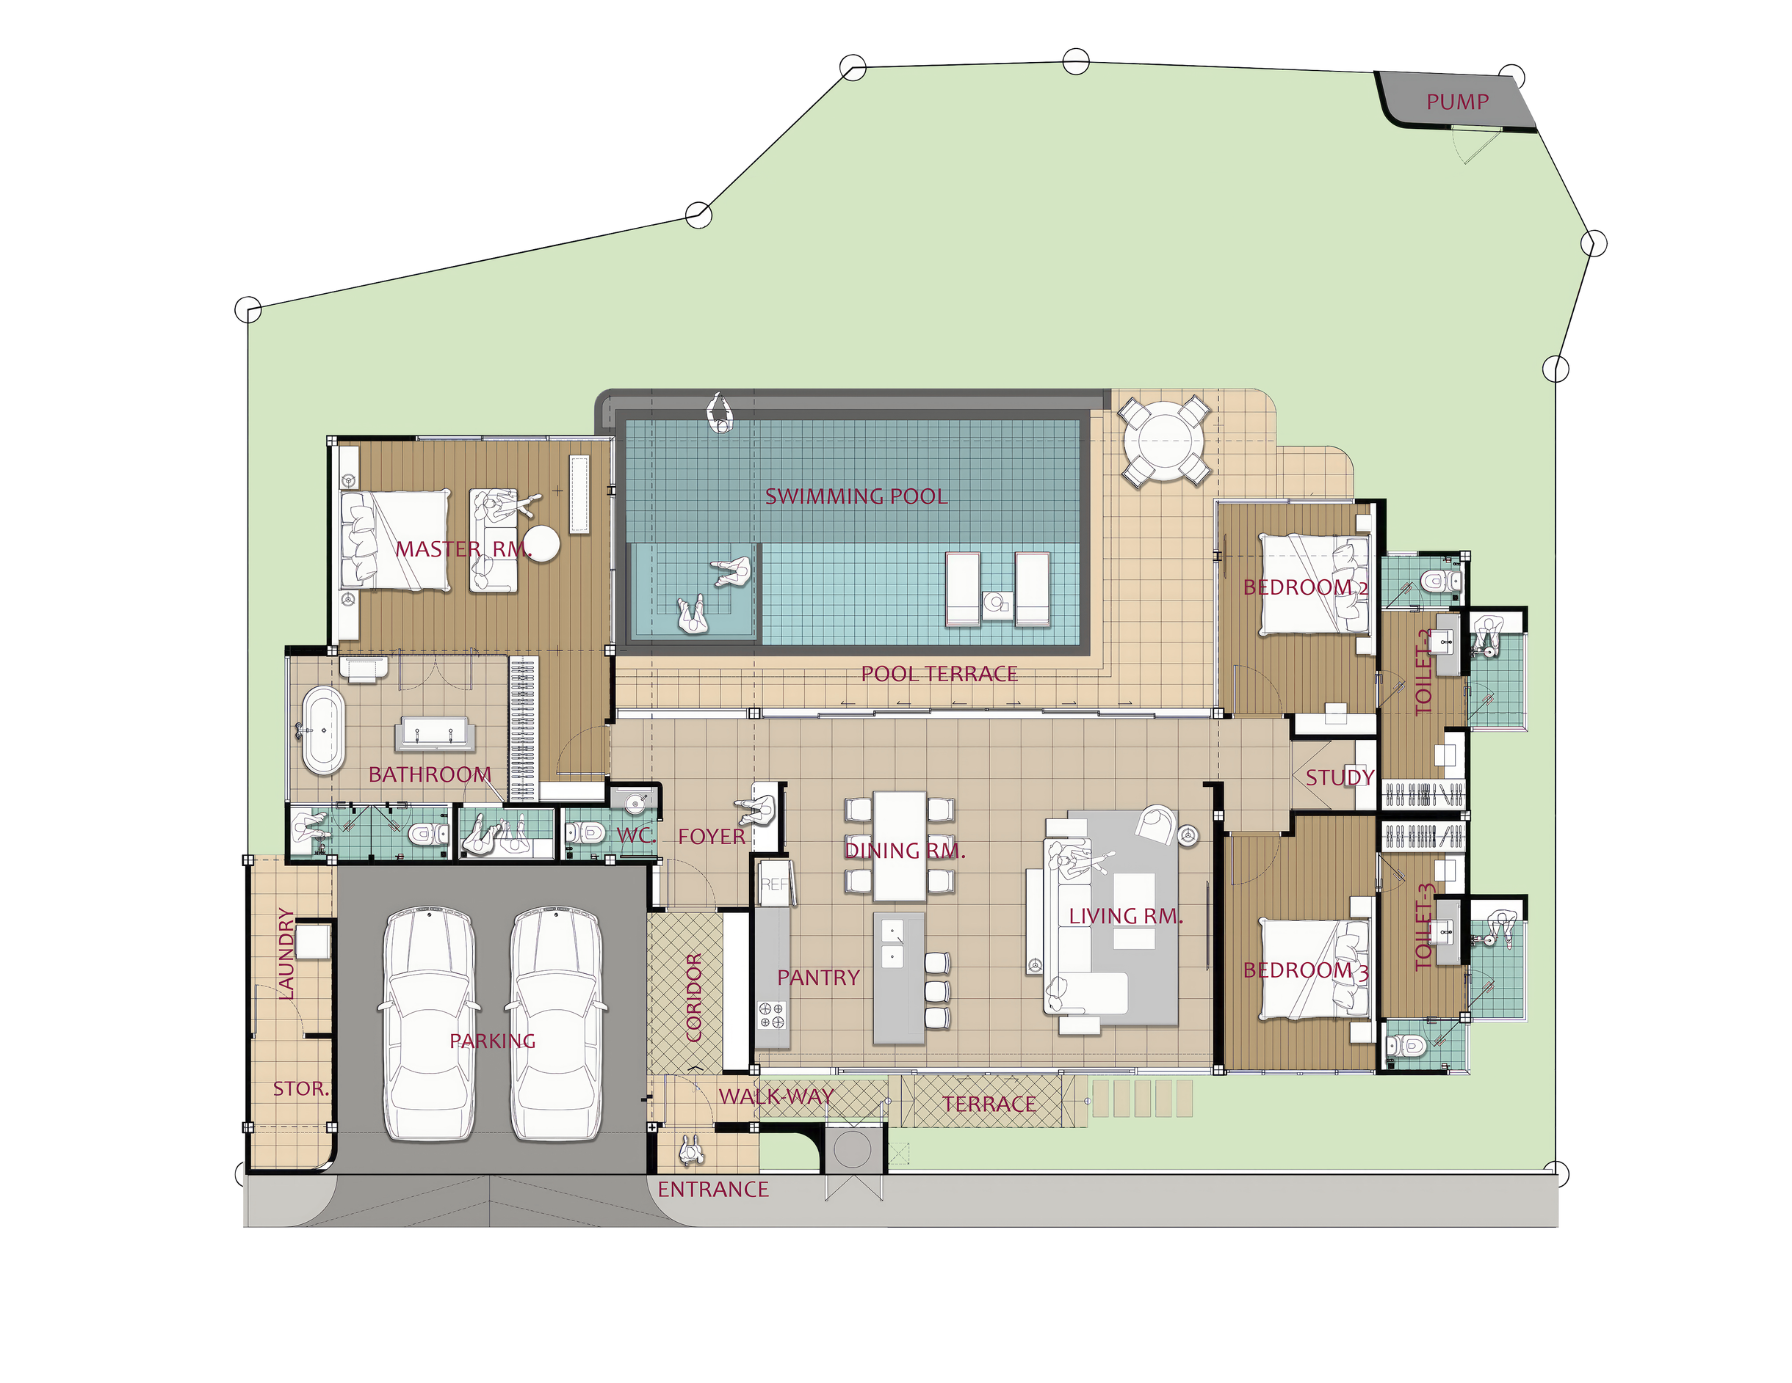 PUMP
SWIMMING POOL
MASTER RM.
BEDROOM 2
POOL TERRACE
TOILET-2
BATHROOM
STUDY
WC.
FOYER
DINING RM.
REF
LIVING RM.
LAUNDRY
CORIDOR
PANTRY
BEDROOM 3
TOILET-3
PARKING
STOR.
WALK-WAY
TERRACE
ENTRANCE